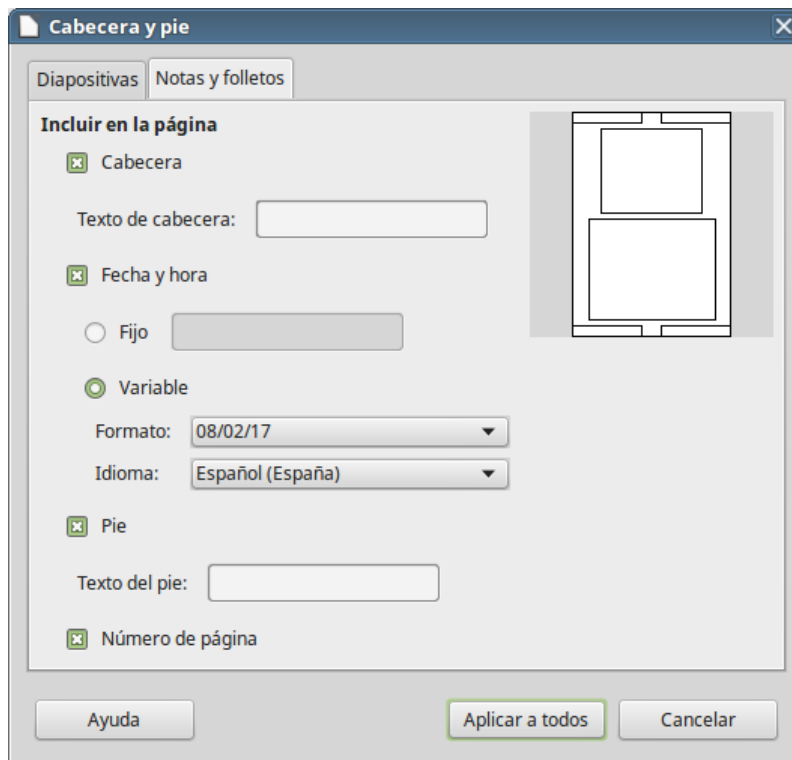 Cabecera y pie
Diapositivas
Notas y folletos
Incluir en la página
Cabecera
Texto de cabecera:
Fecha y hora
Fijo
Variable
Formato: 08/02/17
Idioma: Español (España)
Pie
Texto del pie:
Número de página
Ayuda
Aplicar a todos
Cancelar